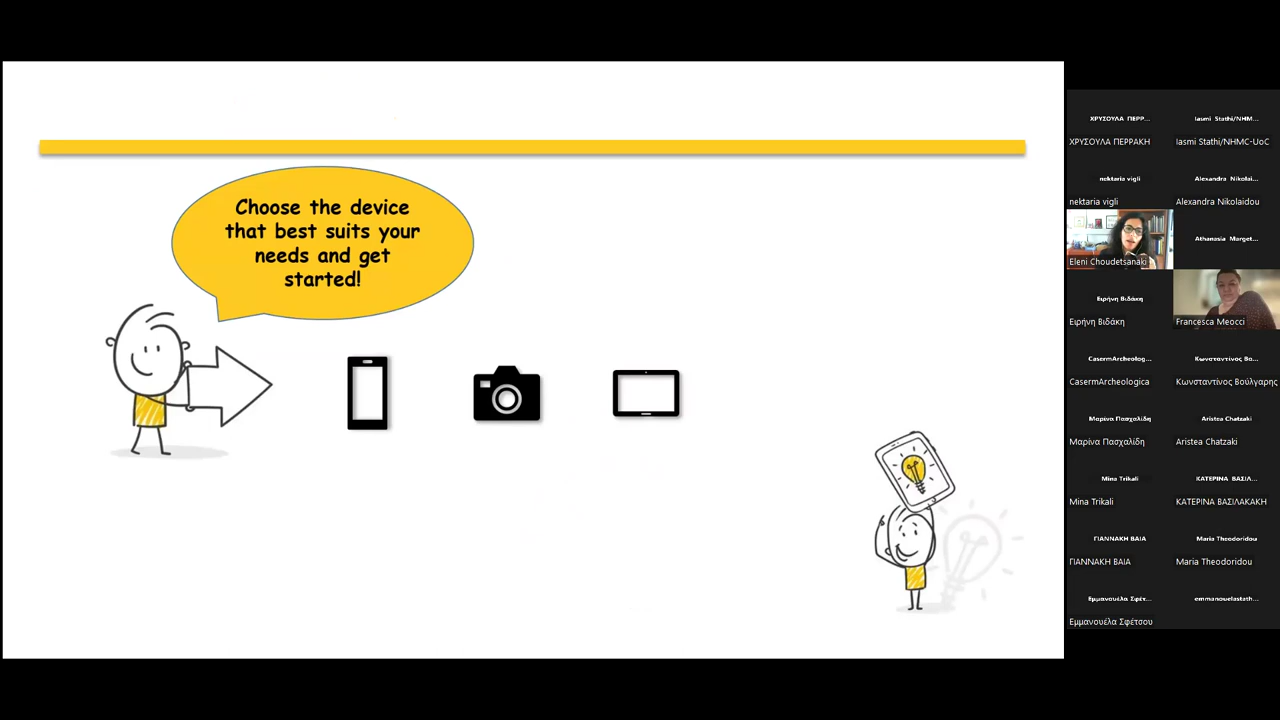 Choose the device
that best suits your
needs and get
started!
ΧΡΥΣΟΥΛΑ ΠΕΡΡ...
ΧΡΥΣΟΥΛΑ ΠΕΡΡΑΚΗ
Iasmi Stathi/NHM...
Iasmi Stathi/NHMC-UoC
nektaria vigli
nektaria vigli
Alexandra Nikolai...
Alexandra Nikolaidou
Eleni Choudetsanaki
Athanasia Marget...
Ειρήνη Βιδάκη
Ειρήνη Βιδάκη
Francesca Meocci
CasermArcheolog...
CasermArcheologica
Κωνσταντίνος Βο...
Κωνσταντίνος Βούλγαρης
Μαρίνα Πασχαλίδη
Μαρίνα Πασχαλίδη
Aristea Chatzaki
Aristea Chatzaki
Mina Trikali
Mina Trikali
ΚΑΤΕΡΙΝΑ ΒΑΣΙΛ...
ΚΑΤΕΡΙΝΑ ΒΑΣΙΛΑΚΑΚΗ
ΓΙΑΝΝΑΚΗ ΒΑΙΑ
ΓΙΑΝΝΑΚΗ ΒΑΙΑ
Maria Theodoridou
Maria Theodoridou
Εμμανουέλα Σφέτ...
Εμμανουέλα Σφέτσου
emmanouelastath...